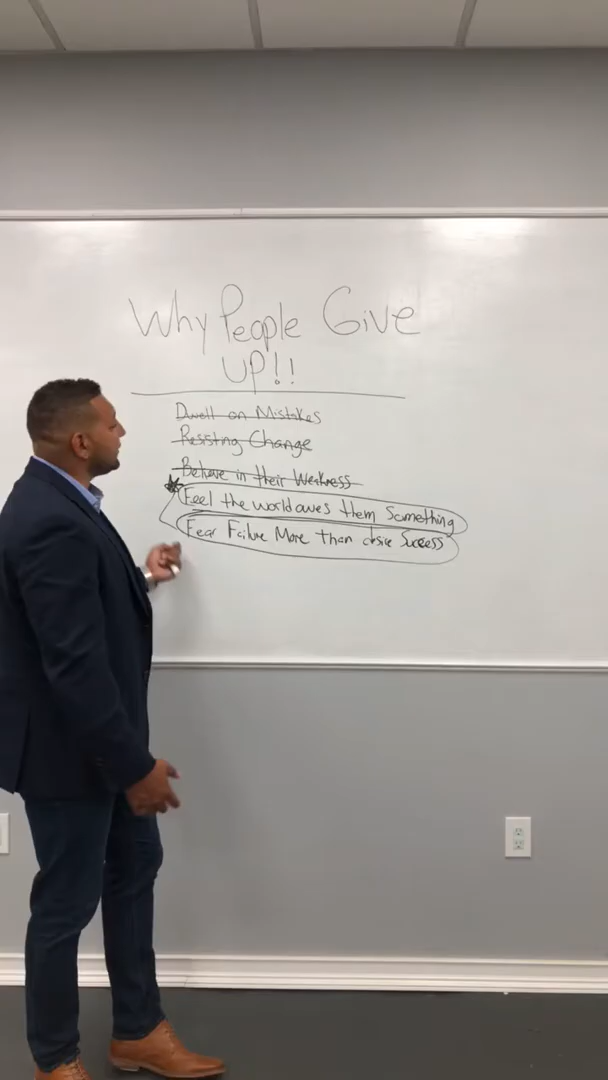 Why People Give
UP!!
Dwell on Mistakes
Resisting Change
Believe in their Weakness
Feel the world owes them Something
Fear Failure More Than desire Success